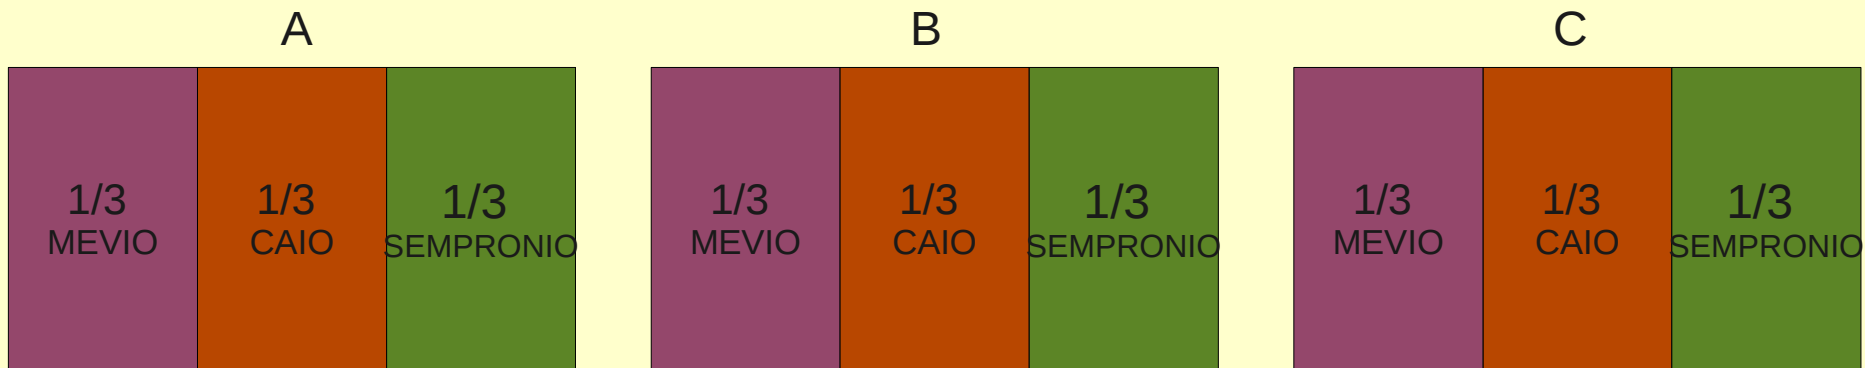 A
B
C
1/3
MEVIO
1/3
CAIO
1/3
SEMPRONIO
1/3
MEVIO
1/3
CAIO
1/3
SEMPRONIO
1/3
MEVIO
1/3
CAIO
1/3
SEMPRONIO